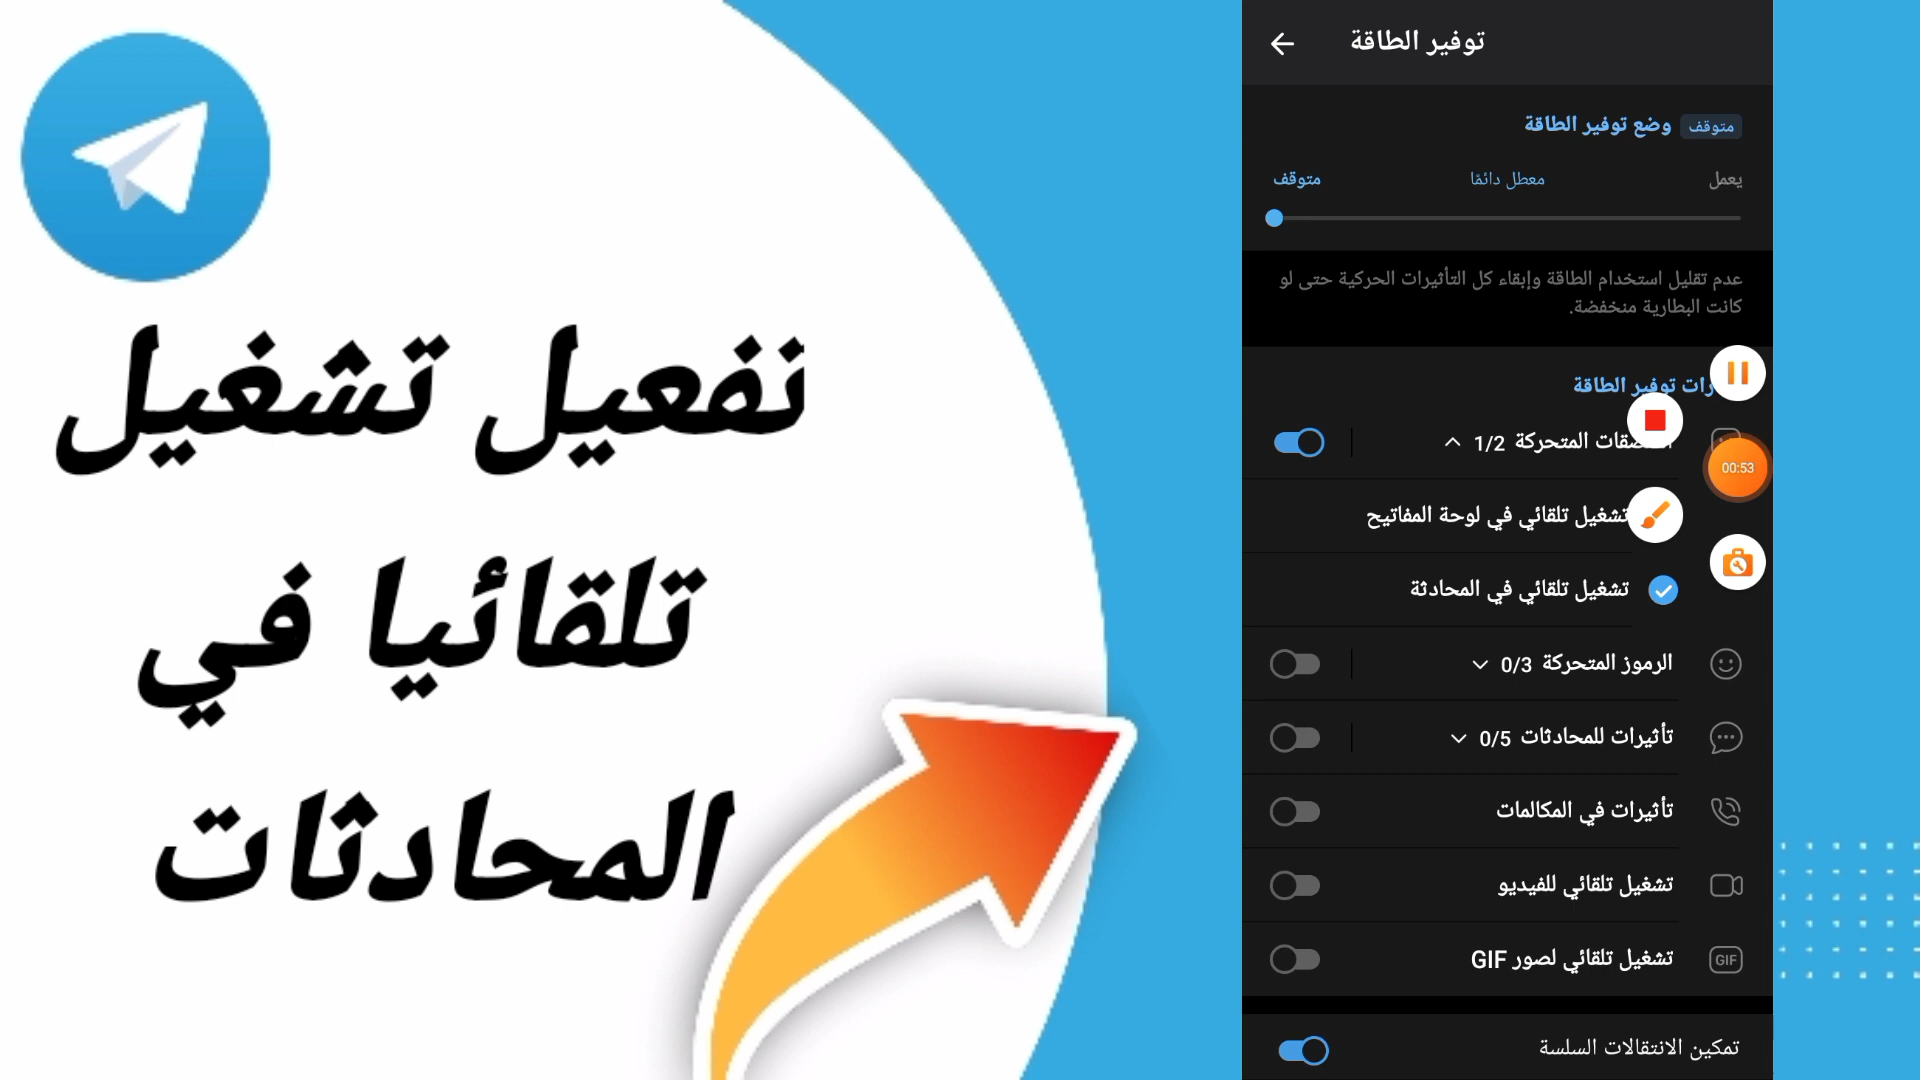 تفعيل تشغيل
تلقائيا في
المحادثات
توفير الطاقة
وضع توفير الطاقة متوقف
يعمل معطل دائمًا متوقف
عدم تقليل استخدام الطاقة وإبقاء كل التأثيرات الحركية حتى لو
كانت البطارية منخفضة.
توفير الطاقة
المتحركة 1/2
00:53
تشغيل تلقائي في لوحة المفاتيح
تشغيل تلقائي في المحادثة
الرموز المتحركة 0/3
تأثيرات للمحادثات 0/5
تأثيرات في المكالمات
تشغيل تلقائي للفيديو
تشغيل تلقائي لصور GIF
GIF
تمكين الانتقالات السلسة